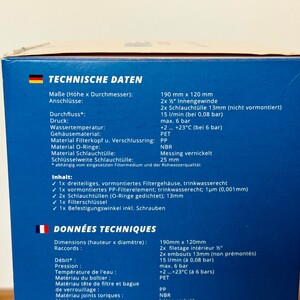 TECHNISCHE DATEN
Maße (Höhe x Durchmesser): 190 mm x 120 mm
Anschlüsse: 2x ½" Innengewinde
2x Schlauchtülle 13mm (nicht vormontiert)
Durchfluss*: 15 l/min (bei 0,08 bar)
Druck: max. 6 bar
Wassertemperatur: +2 ... +23°C (bei 6 bar)
Gehäusematerial: PET
Material Filterkopf u. Verschlussring: PP
Material O-Ringe: NBR
Material Schlauchtülle: Messing vernickelt
Schlüsselweite Schlauchtülle: 25 mm
*abhängig vom eingesetzten Filtermedium und der Rohwasserqualität
Inhalt:
✓ 1x dreiteiliges, vormontiertes Filtergehäuse, trinkwasserecht
✓ 1x vormontiertes PP-Filterelement; trinkwasserecht; 1µm (0,001mm)
✓ 2x Schlauchtüllen (O-Ringe gedichtet); 13mm
✓ 1x Filterschlüssel
✓ 1x Befestigungswinkel inkl. Schrauben
DONNÉES TECHNIQUES
Dimensions (hauteur x diamètre): 190mm x 120mm
Raccords: 2x filetage intérieur ½"
2x embouts 13mm (non prémontés)
Débit*: 15 l/min (à 0,08 bar)
Pression: max. 6 bar
Température de l'eau: +2 ... +23°C (à 6 bars)
Matériau du boîtier: PET
Matériau tête de filtre et bague
de verrouillage: PP
Matériau joints toriques: NBR